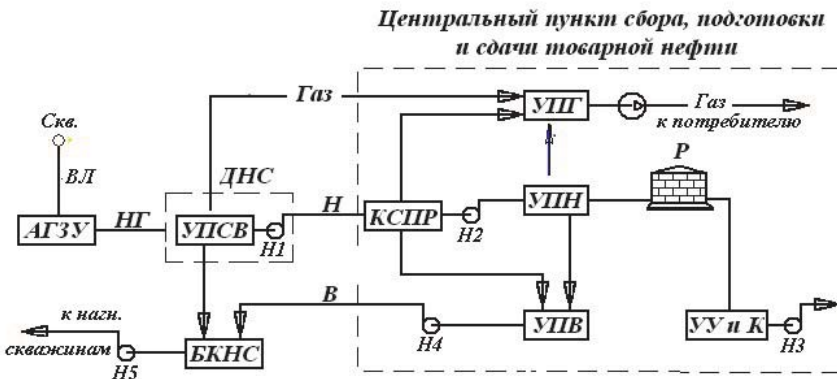 Центральный пункт сбора, подготовки
и сдачи товарной нефти
Газ
УПГ
Газ
к потребителю
Скв.
ВЛ
ДНС
Р
АГЗУ
НГ
УПСВ
Н1
Н
КСПР
Н2
УПН
В
к нагн.
скважинам
Н5
БКНС
Н4
УПВ
УУ и К
Н3